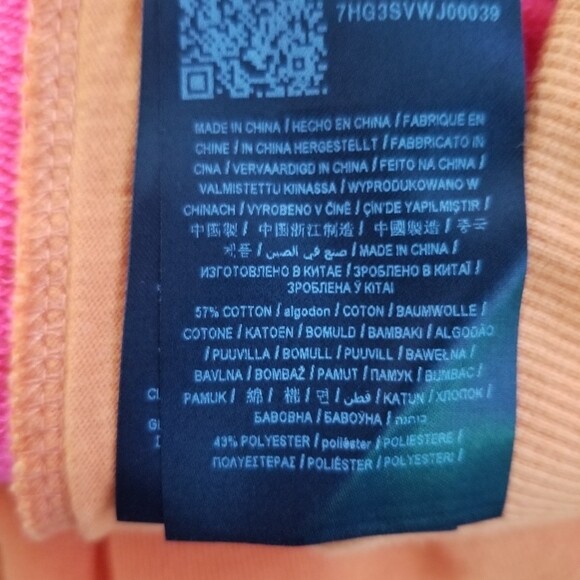 7HG3SVWJ00039
MADE IN CHINA / HECHO EN CHINA / FABRIQUE EN
CHINE / IN CHINA HERGESTELLT / FABBRICATO IN
CINA / VERVAARDIGD IN CHINA / FEITO NA CHINA /
VALMISTETTU KIINASSA / WYPRODUKOWANO W
CHINACH / VYROBENO V ČÍNĚ / ÇİN'DE YAPILMIŞTIR /
中国製 / 中国浙江制造 / 中國製造 / 중국
제품 / صنع في الصين / MADE IN CHINA /
ИЗГОТОВЛЕНО В КИТАЕ / ЗРОБЛЕНО В КИТАЇ /
ЗРОБЛЕНА Ў КІТАІ
57% COTTON / algodon / COTON / BAUMWOLLE /
COTONE / KATOEN / BOMULD / BAMBAKI / ALGODÃO
/ PUUVILLA / BOMULL / PUUVILL / BAWEŁNA /
BAVLNA / BOMBAŽ / PAMUT / ПАМУК / BUMBAC /
PAMUK / 綿 / 棉 / 면 / قطن / KATUN / ХЛОПОК /
БАВОВНА / БАВОЎНА / כותנה
43% POLYESTER / poliéster / POLIESTERE /
ΠΟΛΥΕΣΤΕΡΑΣ / POLIÉSTER / POLYESTERI /